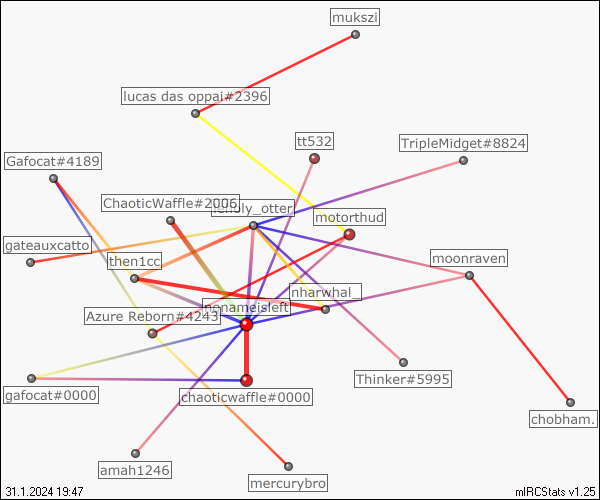 mukszi
lucas das oppai#2396
tt532
TripleMidget#8824
Gafocat#4189
ChaoticWaffle#2006
motorthud
gateauxcatto
then1cc
moonraven
nharwhal_
nonameisleft
Azure Reborn#4243
Thinker#5995
gafocat#0000
chaoticwaffle#0000
chobham.
amah1246
mercurybro
31.1.2024 19:47
mIRCStats v1.25